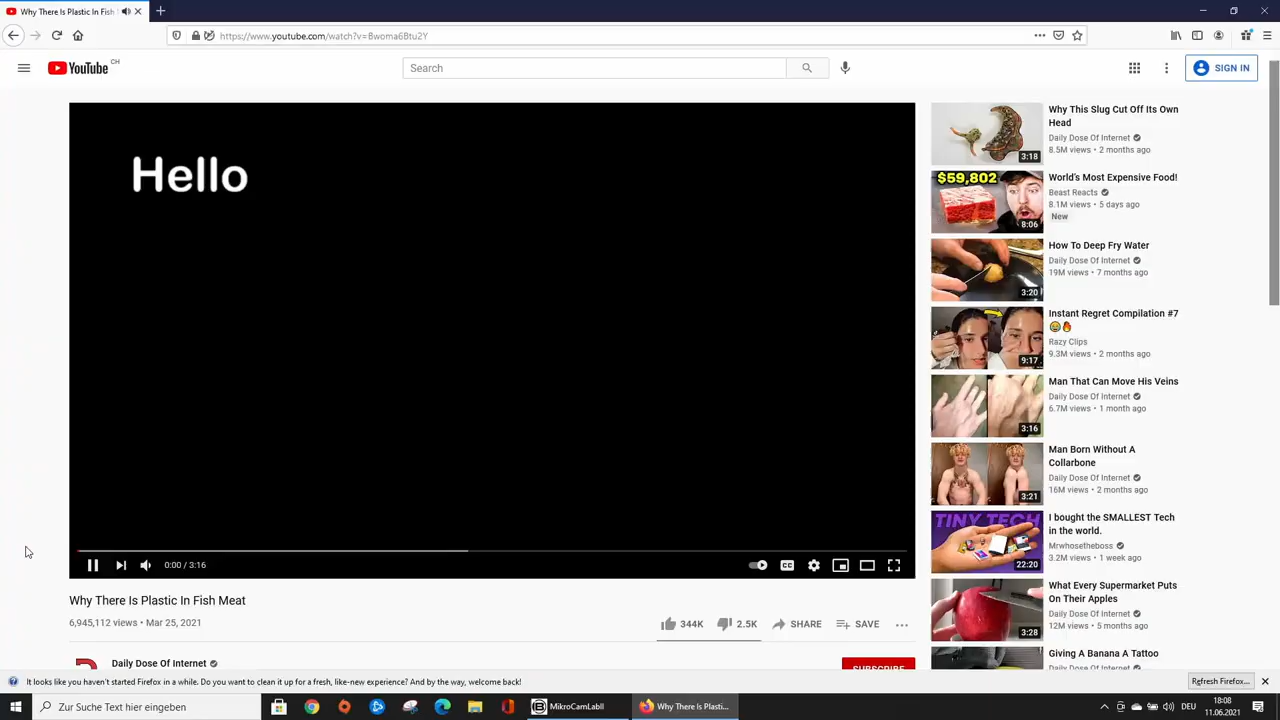 Why There Is Plastic In Fish
https://www.youtube.com/watch?v=Bwoma6Btu2Y
YouTube CH
Search
SIGN IN
Hello
0:00 / 3:16
CC
Why There Is Plastic In Fish Meat
6,945,112 views • Mar 25, 2021
344K
2.5K
SHARE
SAVE
Daily Dose Of Internet
SUBSCRIBE
Why This Slug Cut Off Its Own
Head
Daily Dose Of Internet
8.5M views • 2 months ago
3:18
$59,802
World's Most Expensive Food!
Beast Reacts
8.1M views • 5 days ago
New
8:06
How To Deep Fry Water
Daily Dose Of Internet
19M views • 7 months ago
3:20
Instant Regret Compilation #7
😂🔥
Razy Clips
9.3M views • 2 months ago
9:17
Man That Can Move His Veins
Daily Dose Of Internet
6.7M views • 1 month ago
3:16
Man Born Without A
Collarbone
Daily Dose Of Internet
16M views • 2 months ago
3:21
TINY TECH
I bought the SMALLEST Tech
in the world.
Mrwhosetheboss
3.2M views • 1 week ago
22:20
What Every Supermarket Puts
On Their Apples
Daily Dose Of Internet
12M views • 5 months ago
3:28
Giving A Banana A Tattoo
Daily Dose Of Internet
It looks like you haven't started Firefox in a while. Do you want to clean it up for a fresh, like-new experience? And by the way, welcome back!
Refresh Firefox...
Zur Suche Text hier eingeben
MikroCamLabII
Why There Is Plasti...
DEU
18:08
11.06.2021